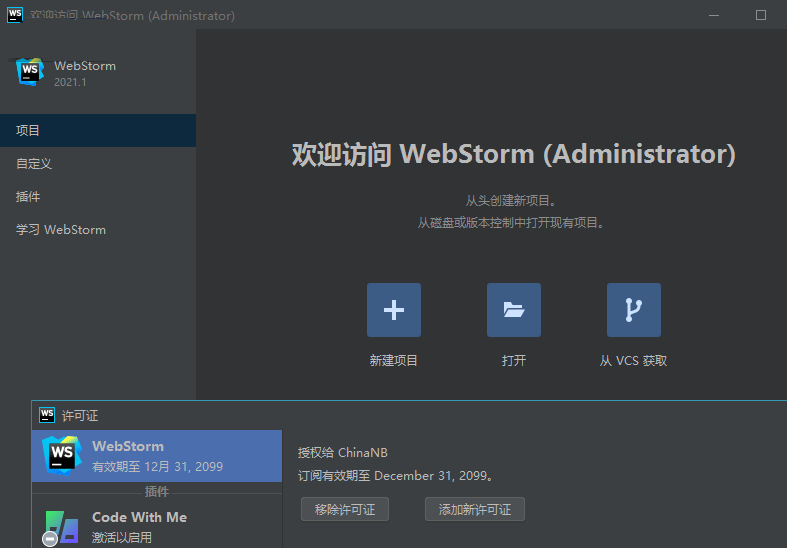 欢迎访问 WebStorm (Administrator)
WebStorm
2021.1
项目
自定义
插件
学习 WebStorm
欢迎访问 WebStorm (Administrator)
从头创建新项目。
从磁盘或版本控制中打开现有项目。
新建项目
打开
从 VCS 获取
许可证
WebStorm
有效期至 12月 31, 2099
插件
Code With Me
激活以启用
授权给 ChinaNB
订阅有效期至 December 31, 2099。
移除许可证
添加新许可证